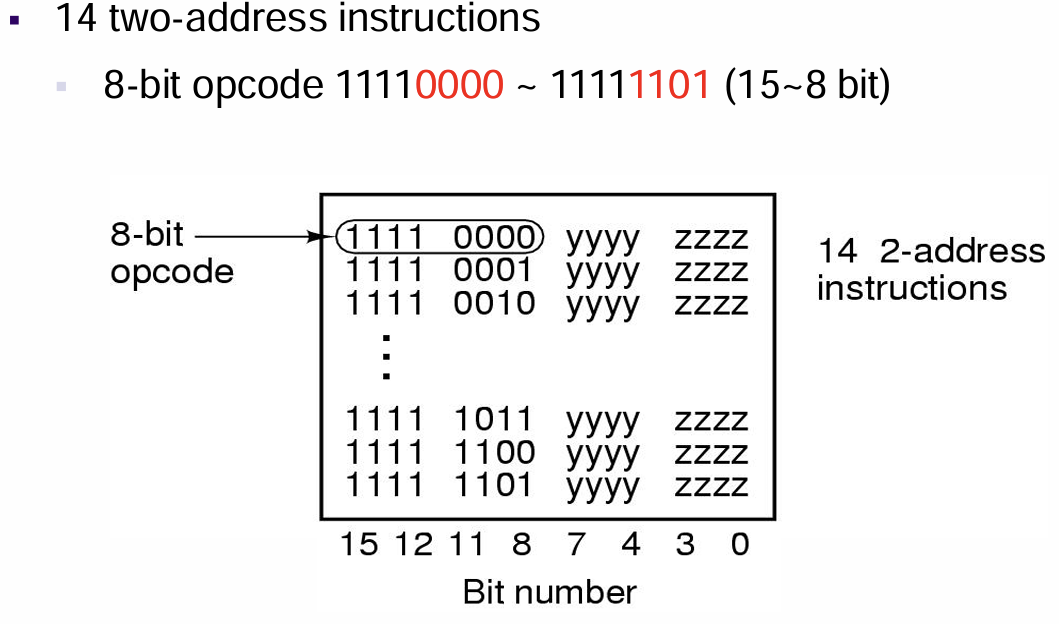 14 two-address instructions
8-bit opcode 11110000 ~ 11111101 (15~8 bit)
8-bit
opcode
1111 0000 yyyy zzzz
1111 0001 yyyy zzzz
1111 0010 yyyy zzzz
1111 1011 yyyy zzzz
1111 1100 yyyy zzzz
1111 1101 yyyy zzzz
14 2-address
instructions
15 12 11 8 7 4 3 0
Bit number